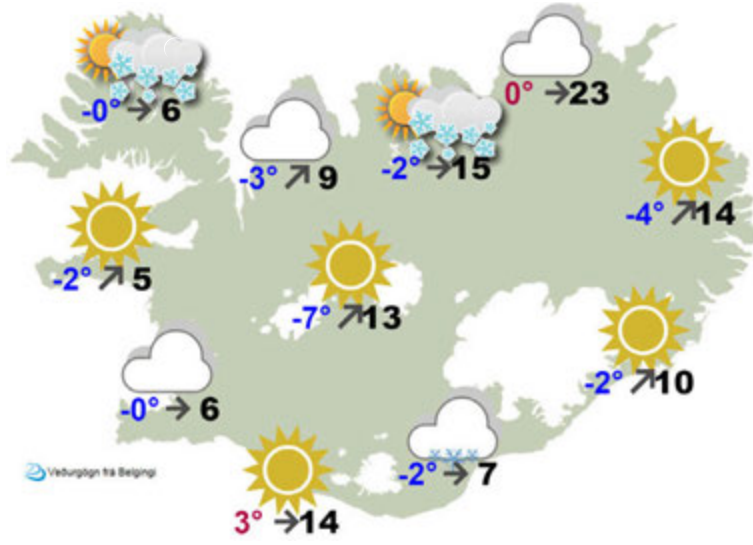 -0° → 6
0° → 23
-3° ↗ 9
-2° → 15
-4° ↗ 14
-2° ↗ 5
-7° ↗ 13
-2° ↗ 10
-0° → 6
-2° → 7
Veðurgögn frá Belgingi
3° → 14